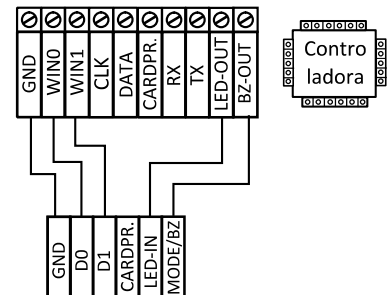 GND
WIN0
WIN1
CLK
DATA
CARDPR.
RX
TX
LED-OUT
BZ-OUT
Contro
ladora
GND
D0
D1
CARDPR.
LED-IN
MODE/BZ